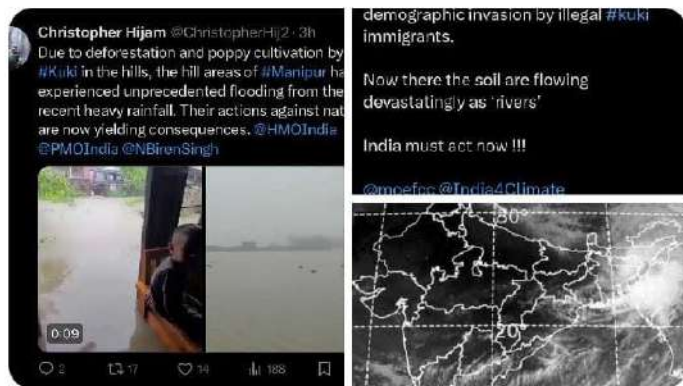 Christopher Hijam @ChristopherHij2 · 3h
Due to deforestation and poppy cultivation by
#Kuki in the hills, the hill areas of #Manipur ha
experienced unprecedented flooding from the
recent heavy rainfall. Their actions against nat
are now yielding consequences. @HMOIndia
@PMOIndia @NBirenSingh
0:09
2 17 14 188
demographic invasion by illegal #kuki
immigrants.
Now there the soil are flowing
devastatingly as ‘rivers’
India must act now !!!
@moefcc @India4Climate
30°
20°